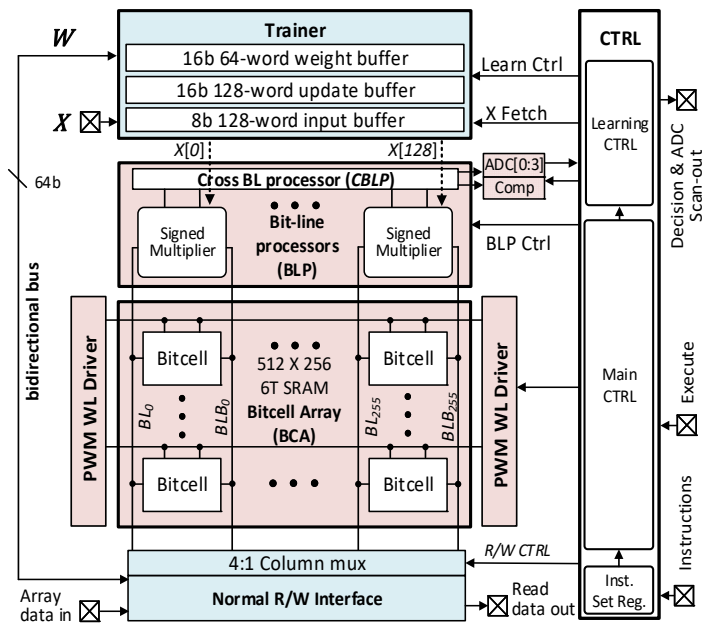 W
Trainer
16b 64-word weight buffer
16b 128-word update buffer
8b 128-word input buffer
X
X[0]
X[128]
64b
bidirectional bus
Cross BL processor (CBLP)
Signed
Multiplier
Bit-line
processors
(BLP)
Signed
Multiplier
ADC[0:3]
Comp
Learn Ctrl
X Fetch
BLP Ctrl
CTRL
Learning
CTRL
Main
CTRL
Inst.
Set Reg.
Decision & ADC
Scan-out
Execute
Instructions
PWM WL Driver
Bitcell
Bitcell
512 X 256
6T SRAM
Bitcell Array
(BCA)
BL0
BLB0
BL255
BLB255
Bitcell
Bitcell
PWM WL Driver
4:1 Column mux
Normal R/W Interface
R/W CTRL
Array
data in
Read
data out